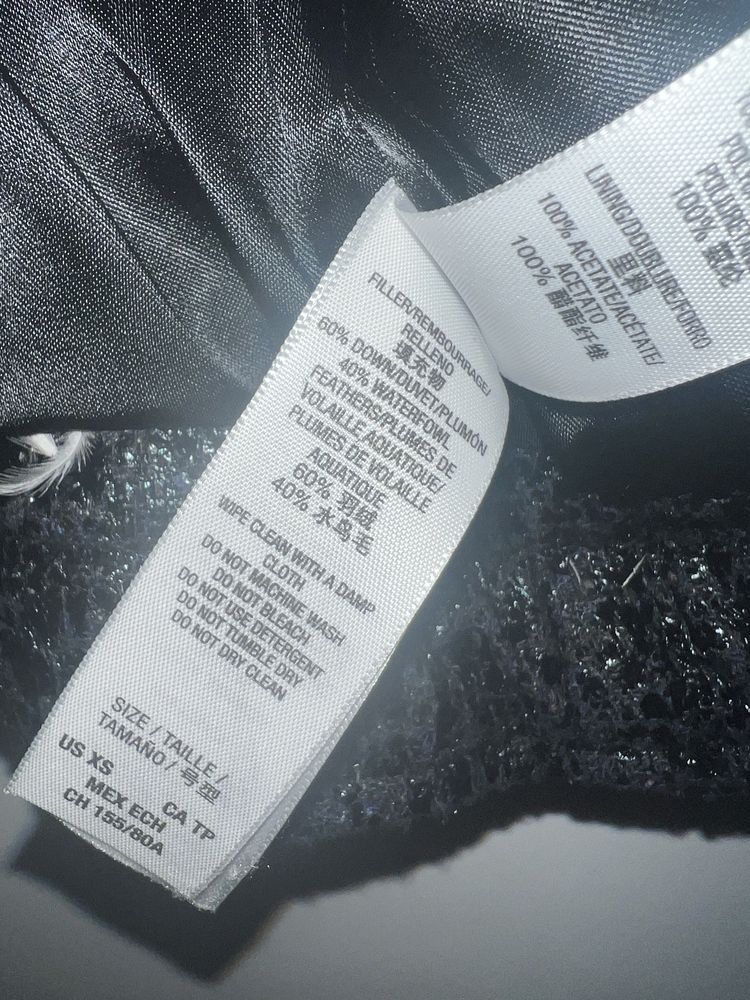 FILLER/REMBOURRAGE/
RELLENO
填充物
60% DOWN/DUVET/PLUMÓN
40% WATERFOWL
FEATHERS/PLUMES DE
VOLAILLE AQUATIQUE/
PLUMES DE VOLAILLE
AQUATIQUE
60% 羽绒
40% 水鸟毛
WIPE CLEAN WITH A DAMP
CLOTH
DO NOT MACHINE WASH
DO NOT BLEACH
DO NOT USE DETERGENT
DO NOT TUMBLE DRY
DO NOT DRY CLEAN
SIZE / TAILLE /
TAMAÑO / 号型
US XS CA TP
MEX ECH
CH 155/80A
LINING/DOUBLURE/FORRO
里料
100% ACETATE/ACÉTATE/
ACETATO
100% 醋酯纤维
100%